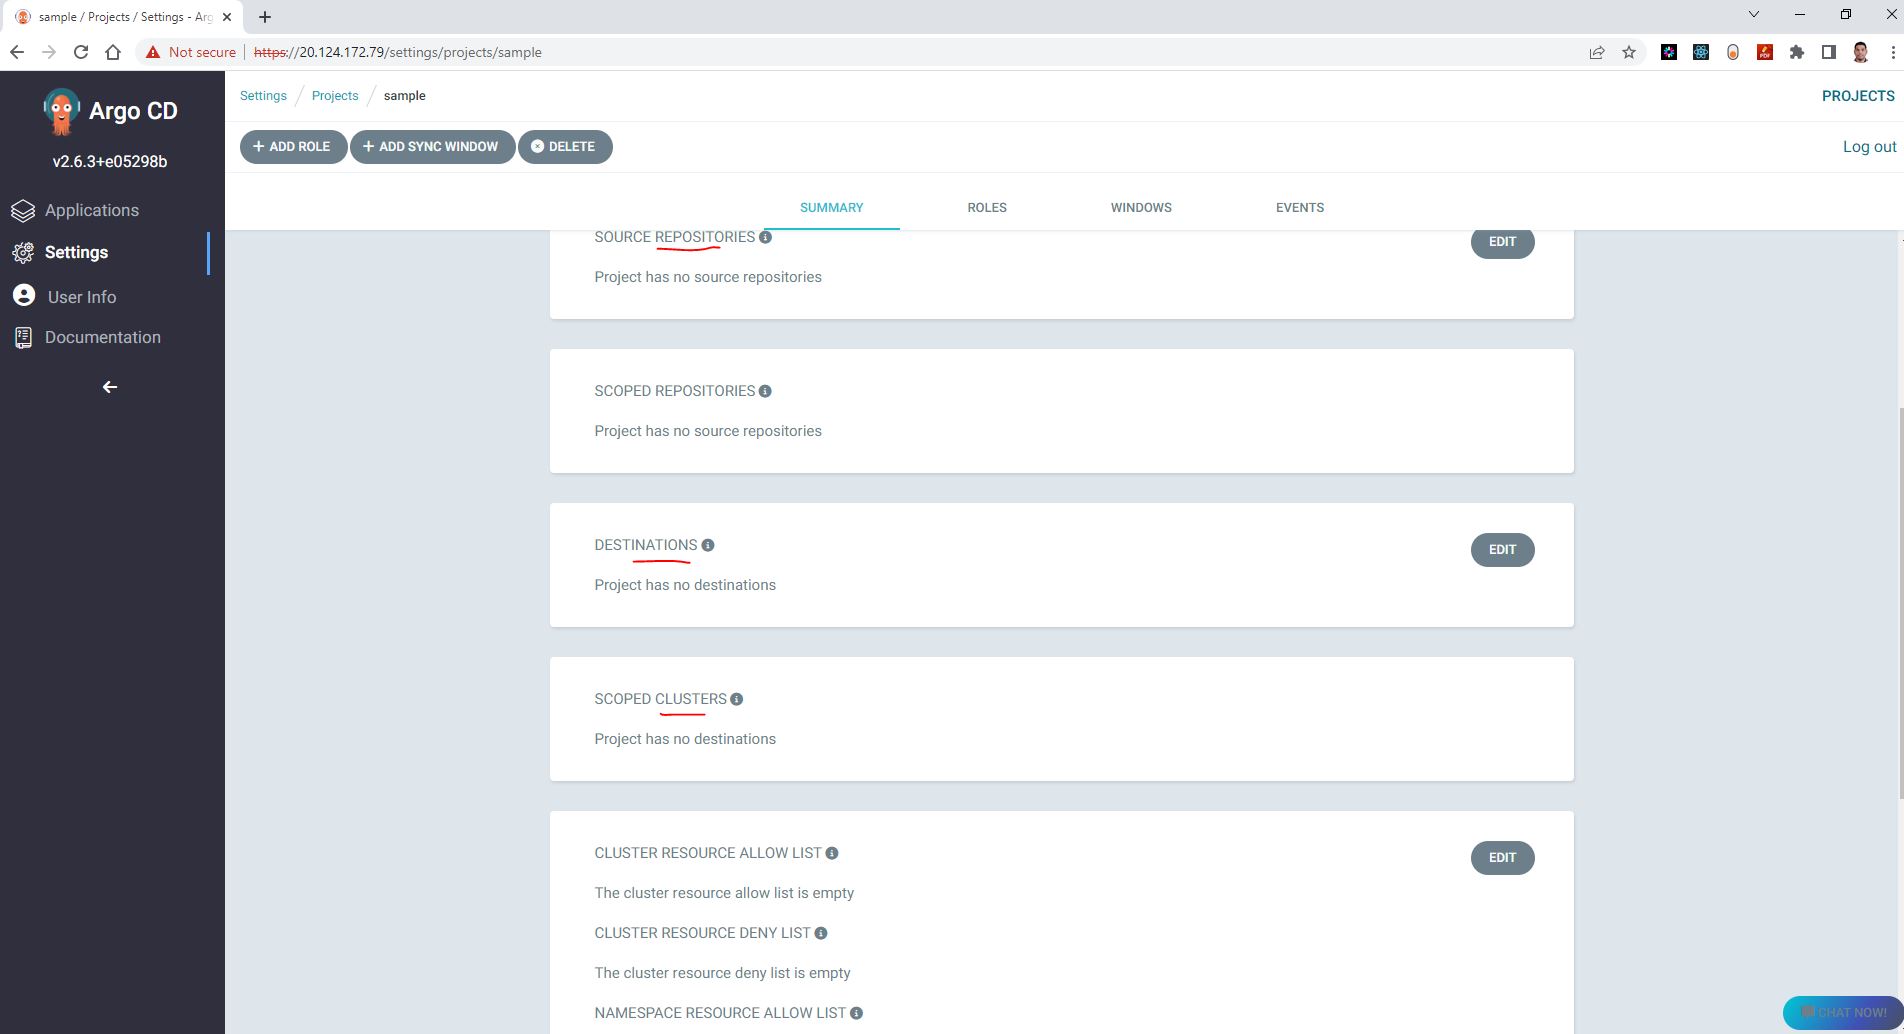 sample / Projects / Settings - Arg
Not secure https://20.124.172.79/settings/projects/sample
Argo CD
v2.6.3+e05298b
Applications
Settings
User Info
Documentation
Settings / Projects / sample
PROJECTS
+ ADD ROLE + ADD SYNC WINDOW DELETE
Log out
SUMMARY ROLES WINDOWS EVENTS
SOURCE REPOSITORIES
EDIT
Project has no source repositories
SCOPED REPOSITORIES
Project has no source repositories
DESTINATIONS
EDIT
Project has no destinations
SCOPED CLUSTERS
Project has no destinations
CLUSTER RESOURCE ALLOW LIST
EDIT
The cluster resource allow list is empty
CLUSTER RESOURCE DENY LIST
The cluster resource deny list is empty
NAMESPACE RESOURCE ALLOW LIST
CHAT NOW!